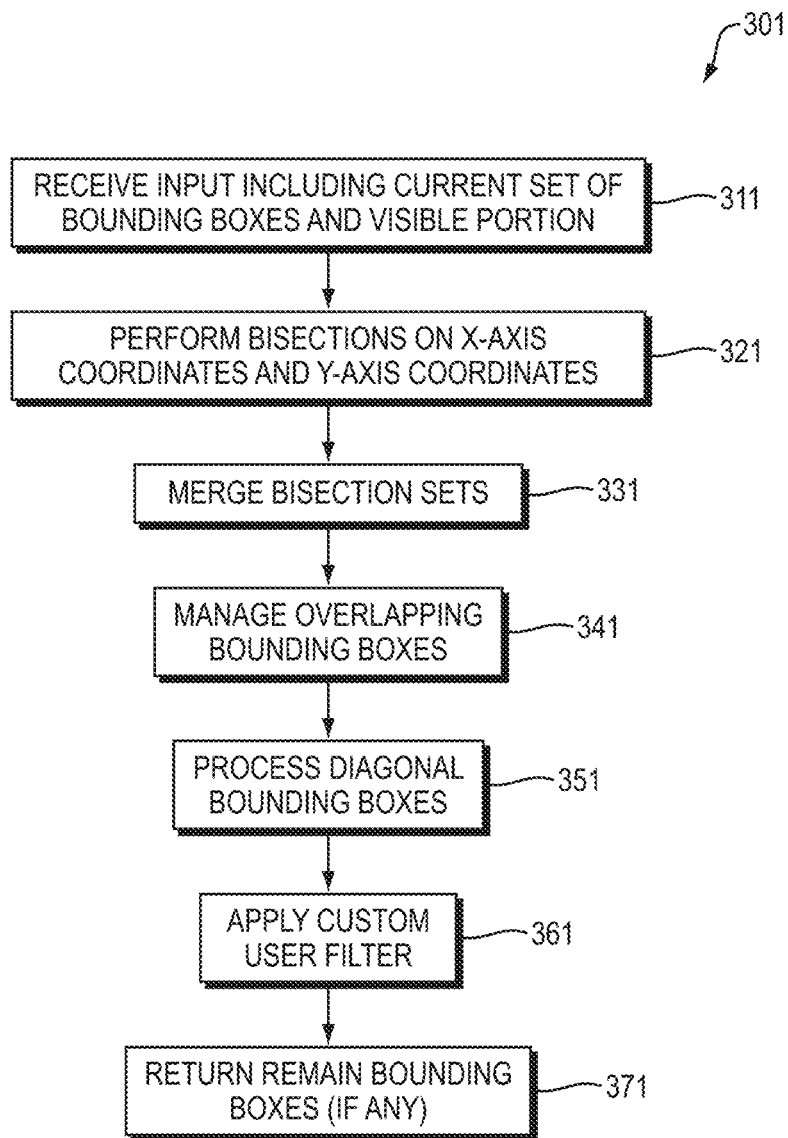 301
RECEIVE INPUT INCLUDING CURRENT SET OF
BOUNDING BOXES AND VISIBLE PORTION
311
PERFORM BISECTIONS ON X-AXIS
COORDINATES AND Y-AXIS COORDINATES
321
MERGE BISECTION SETS
331
MANAGE OVERLAPPING
BOUNDING BOXES
341
PROCESS DIAGONAL
BOUNDING BOXES
351
APPLY CUSTOM
USER FILTER
361
RETURN REMAIN BOUNDING
BOXES (IF ANY)
371